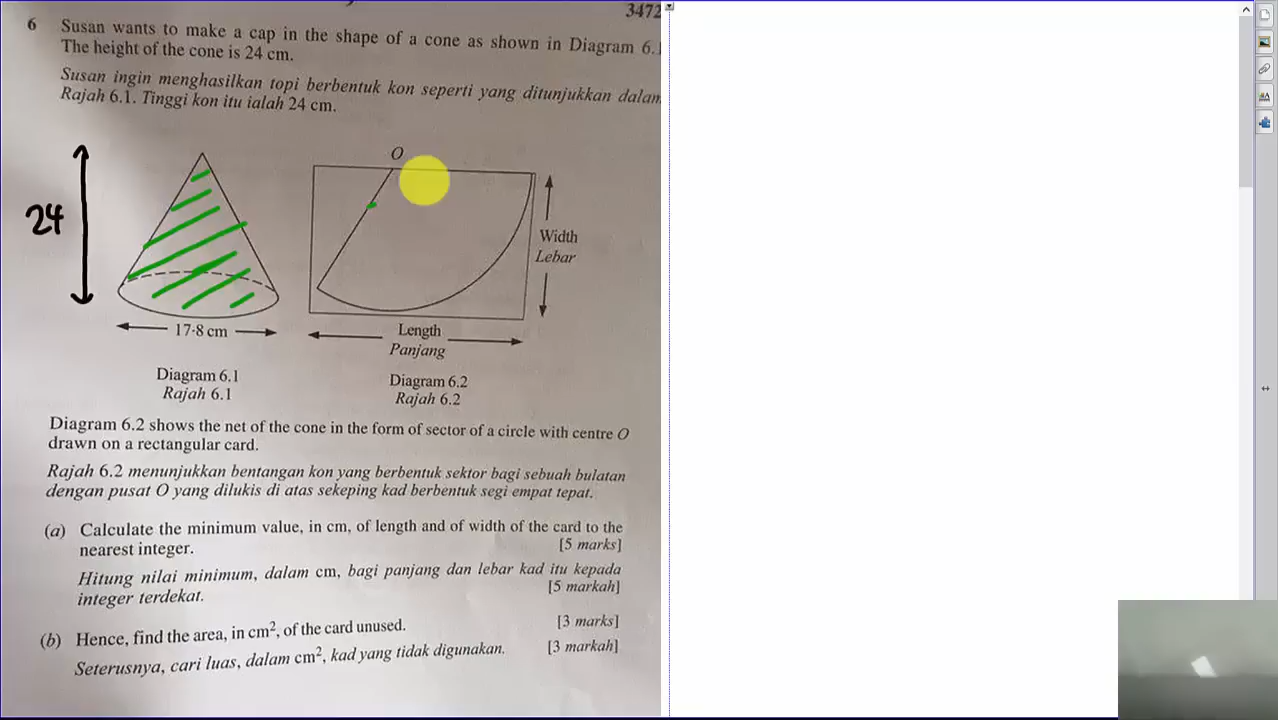 3472
6 Susan wants to make a cap in the shape of a cone as shown in Diagram 6.1
The height of the cone is 24 cm.
Susan ingin menghasilkan topi berbentuk kon seperti yang ditunjukkan dalam
Rajah 6.1. Tinggi kon itu ialah 24 cm.
O
24
Width
Lebar
17·8 cm
Length
Panjang
Diagram 6.1
Rajah 6.1
Diagram 6.2
Rajah 6.2
Diagram 6.2 shows the net of the cone in the form of sector of a circle with centre O
drawn on a rectangular card.
Rajah 6.2 menunjukkan bentangan kon yang berbentuk sektor bagi sebuah bulatan
dengan pusat O yang dilukis di atas sekeping kad berbentuk segi empat tepat.
(a) Calculate the minimum value, in cm, of length and of width of the card to the
nearest integer. [5 marks]
Hitung nilai minimum, dalam cm, bagi panjang dan lebar kad itu kepada
integer terdekat. [5 markah]
(b) Hence, find the area, in cm², of the card unused. [3 marks]
Seterusnya, cari luas, dalam cm², kad yang tidak digunakan. [3 markah]